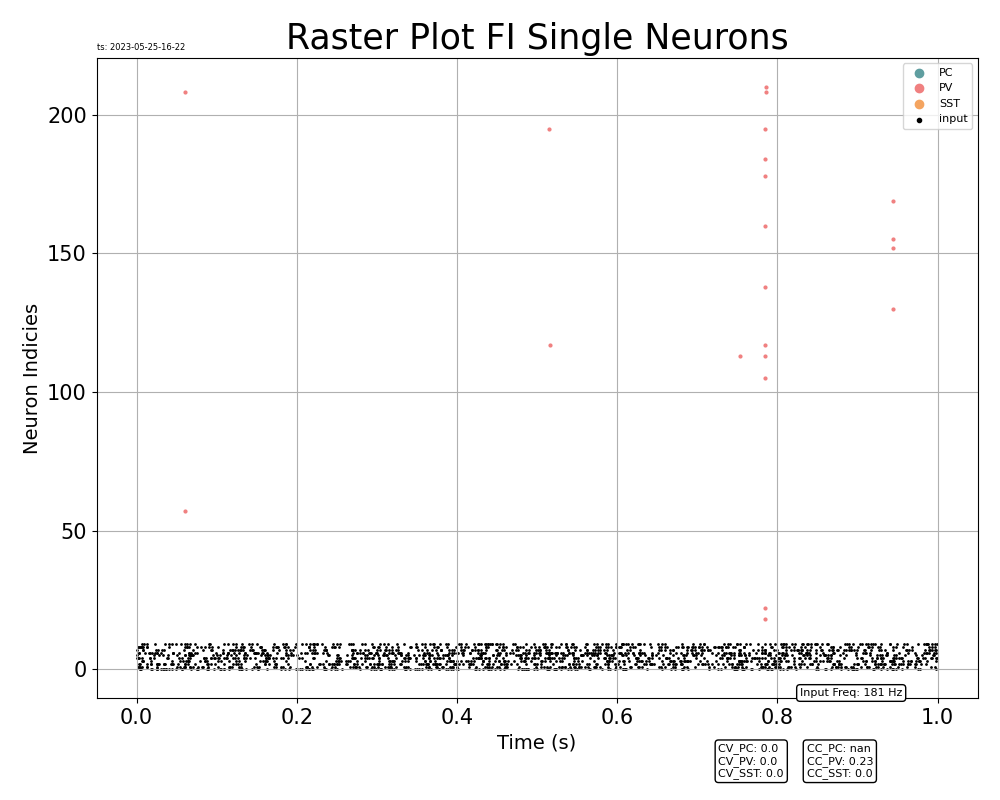 Raster Plot FI Single Neurons
ts: 2023-05-25-16-22
PC
PV
SST
input
200
150
100
50
0
Neuron Indicies
Input Freq: 181 Hz
0.0 0.2 0.4 0.6 0.8 1.0
Time (s)
CV_PC: 0.0
CV_PV: 0.0
CV_SST: 0.0
CC_PC: nan
CC_PV: 0.23
CC_SST: 0.0